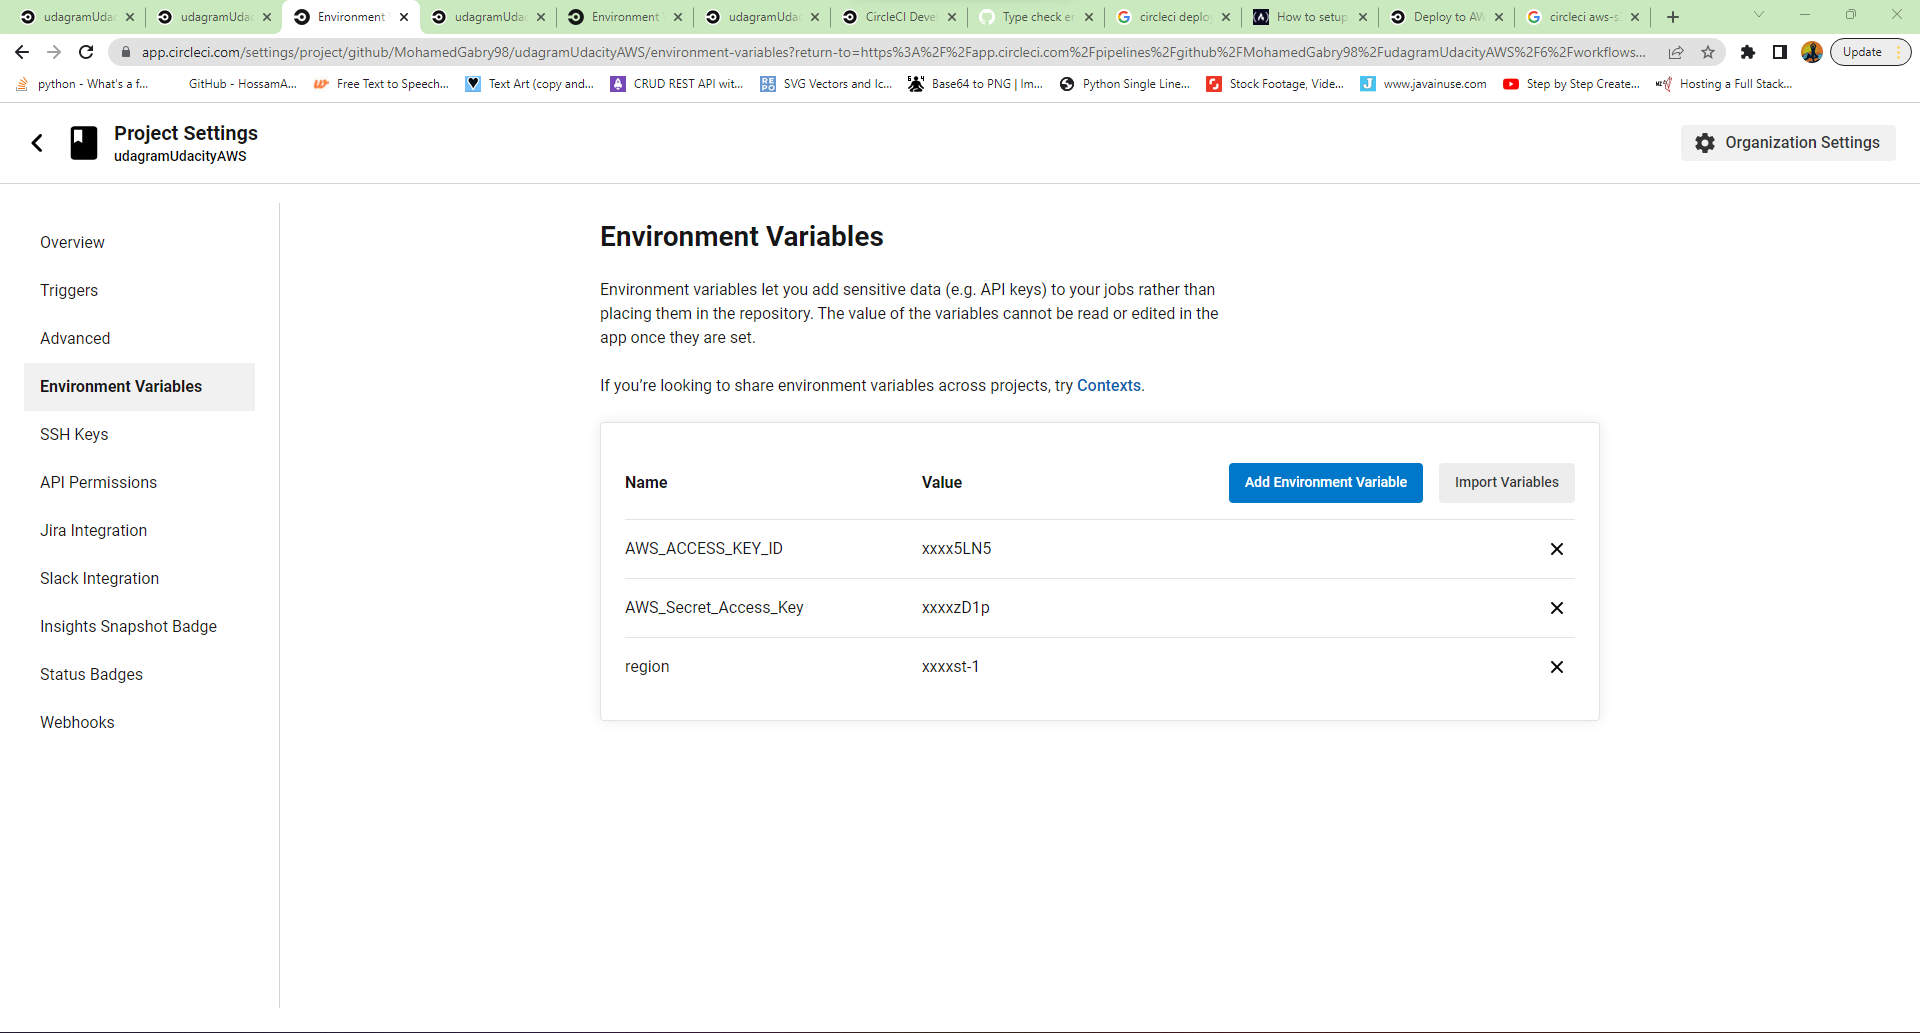 udagramUdac
udagramUdac
Environment
udagramUdac
Environment
udagramUdac
CircleCI Deve
Type check er
circleci deploy
How to setup
Deploy to AW
circleci aws-s
app.circleci.com/settings/project/github/MohamedGabry98/udagramUdacityAWS/environment-variables?return-to=https%3A%2F%2Fapp.circleci.com%2Fpipelines%2Fgithub%2FMohamedGabry98%2FudagramUdacityAWS%2F6%2Fworkflows...
Update
python - What's a f...
GitHub - HossamA...
Free Text to Speech...
Text Art (copy and...
CRUD REST API wit...
SVG Vectors and Ic...
Base64 to PNG | Im...
Python Single Line...
Stock Footage, Vide...
www.javainuse.com
Step by Step Create...
Hosting a Full Stack...
Project Settings
udagramUdacityAWS
Organization Settings
Overview
Triggers
Advanced
Environment Variables
SSH Keys
API Permissions
Jira Integration
Slack Integration
Insights Snapshot Badge
Status Badges
Webhooks
Environment Variables
Environment variables let you add sensitive data (e.g. API keys) to your jobs rather than
placing them in the repository. The value of the variables cannot be read or edited in the
app once they are set.
If you’re looking to share environment variables across projects, try Contexts.
Name Value Add Environment Variable Import Variables
AWS_ACCESS_KEY_ID xxxx5LN5
AWS_Secret_Access_Key xxxxzD1p
region xxxxst-1